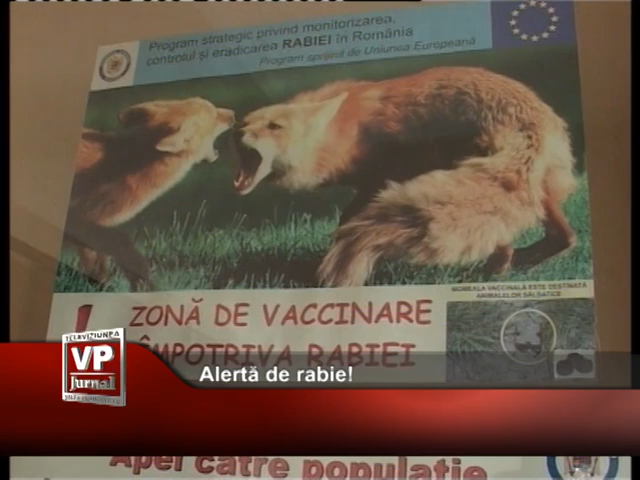 Program strategic privind monitorizarea,
controlul și eradicarea RABIEI în România
Program sprijinit de Uniunea Europeană
MOMEALA VACCINALĂ ESTE DESTINATĂ
ANIMALELOR SĂLBATICE
! ZONĂ DE VACCINARE
ÎMPOTRIVA RABIEI
TELEVIZIUNEA
VP
Jurnal
Alertă de rabie!
Apel către populație